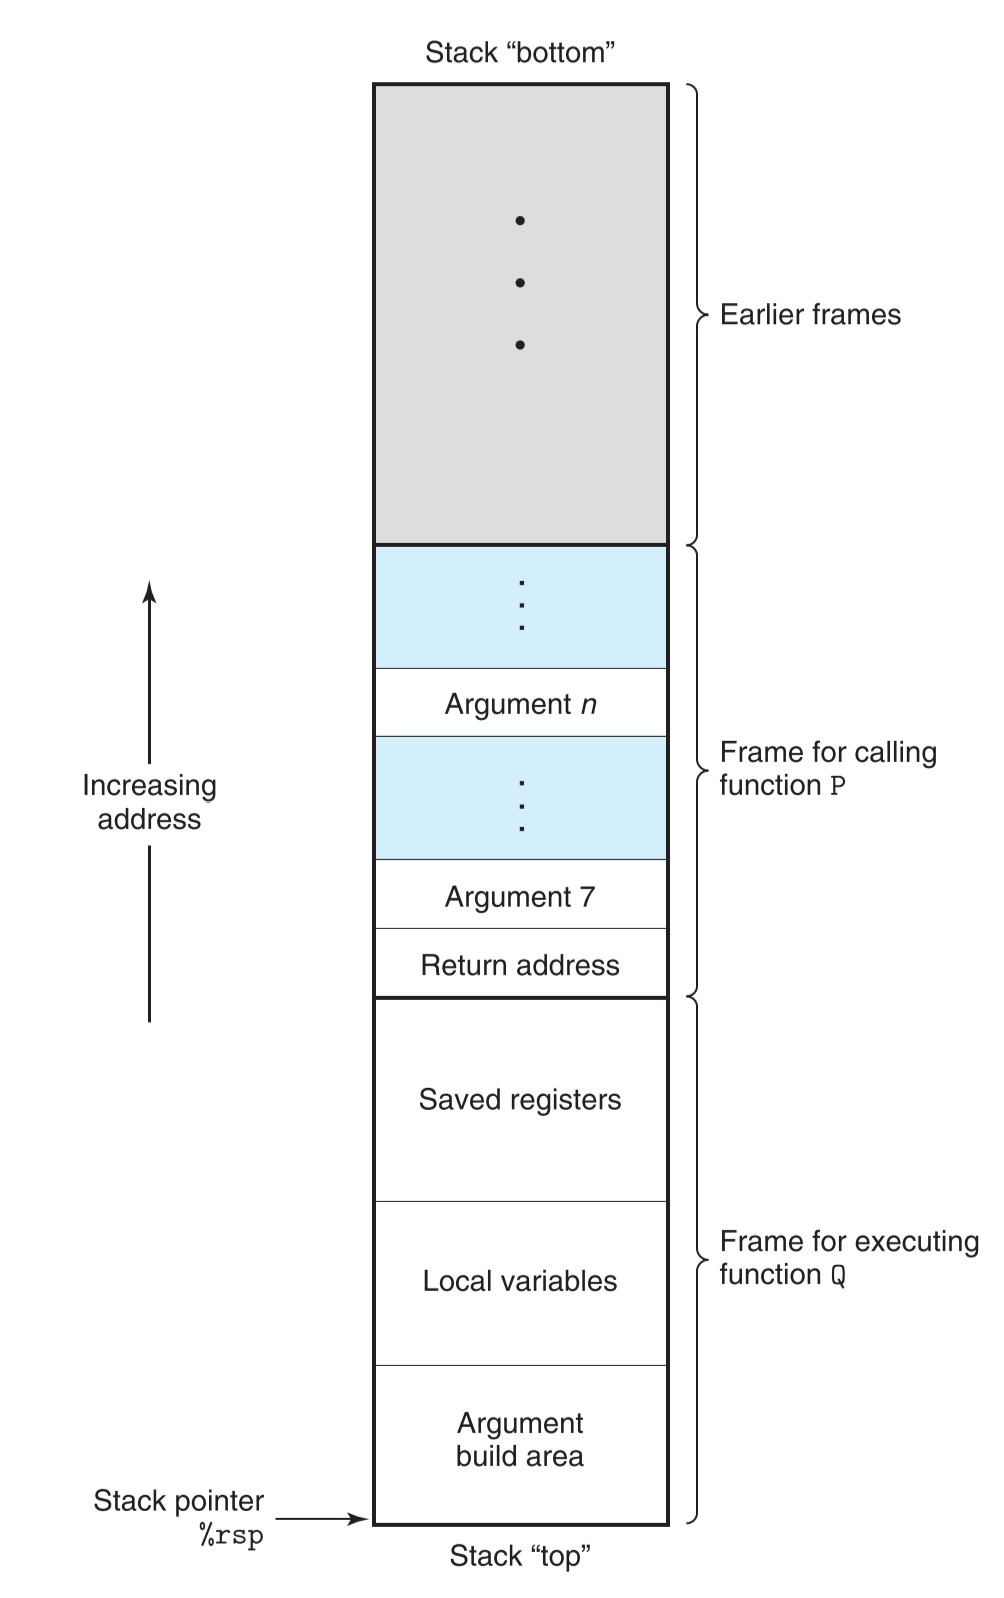 Stack “bottom”
Earlier frames
Argument n
Frame for calling
function P
Increasing
address
Argument 7
Return address
Saved registers
Frame for executing
function Q
Local variables
Argument
build area
Stack pointer
%rsp
Stack “top”